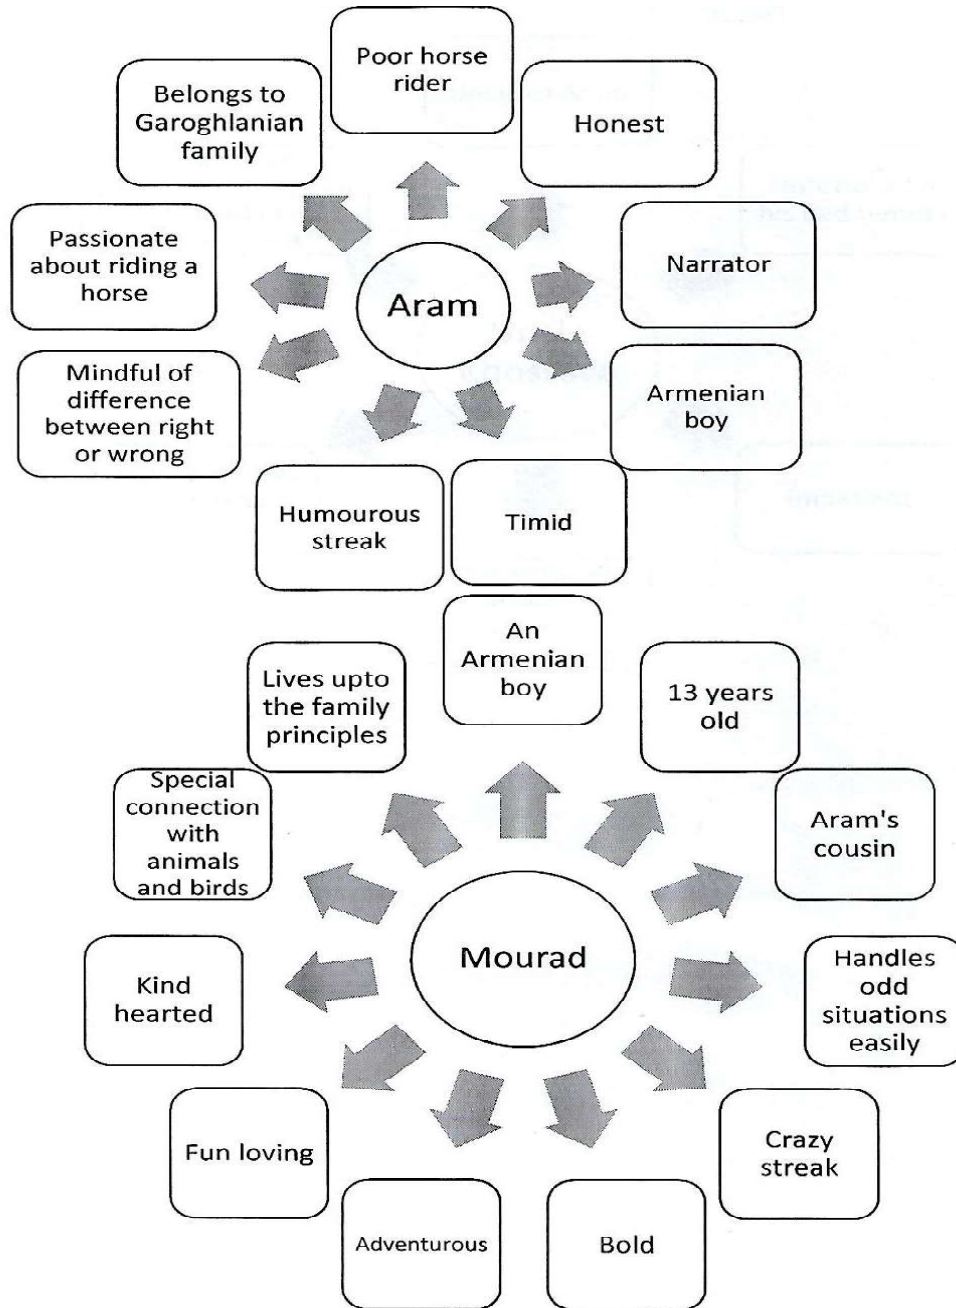 Poor horse
rider
Belongs to
Garoghlanian
family
Honest
Passionate
about riding a
horse
Narrator
Aram
Mindful of
difference
between right
or wrong
Armenian
boy
Humourous
streak
Timid
An
Armenian
boy
Lives upto
the family
principles
13 years
old
Special
connection
with
animals
and birds
Aram's
cousin
Mourad
Kind
hearted
Handles
odd
situations
easily
Fun loving
Crazy
streak
Adventurous
Bold